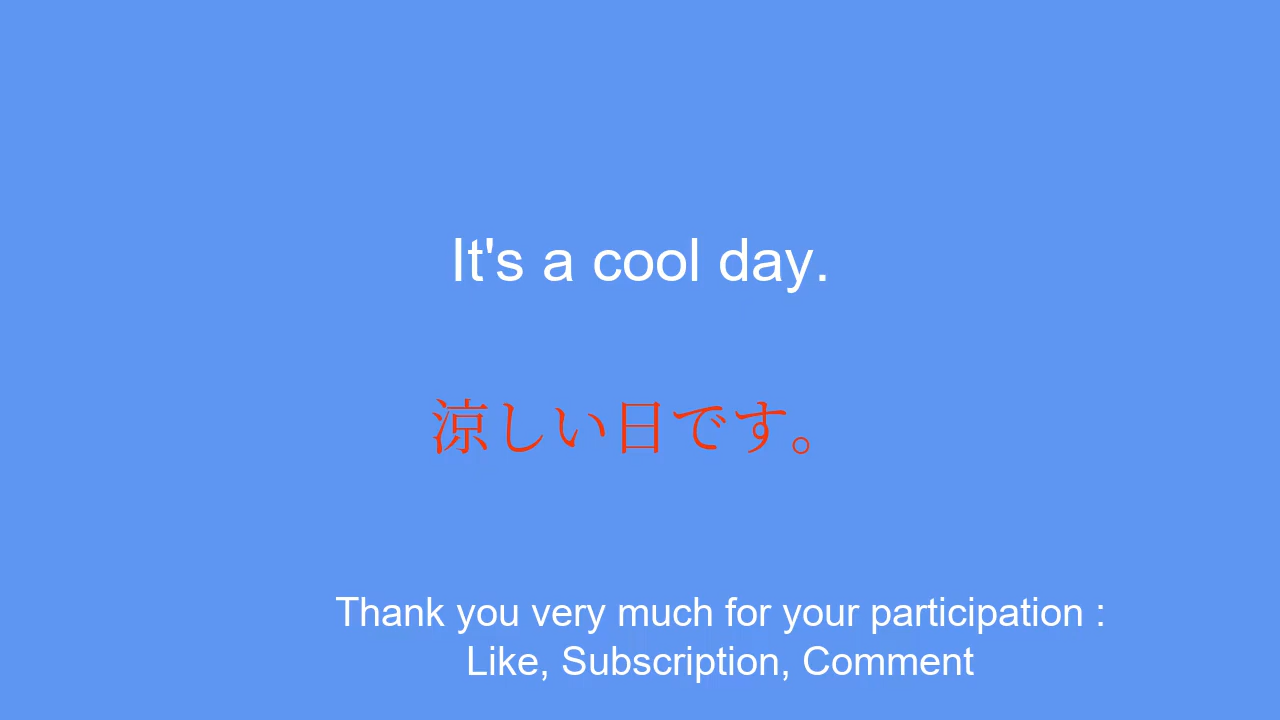 It's a cool day.
涼しい日です。
Thank you very much for your participation :
Like, Subscription, Comment